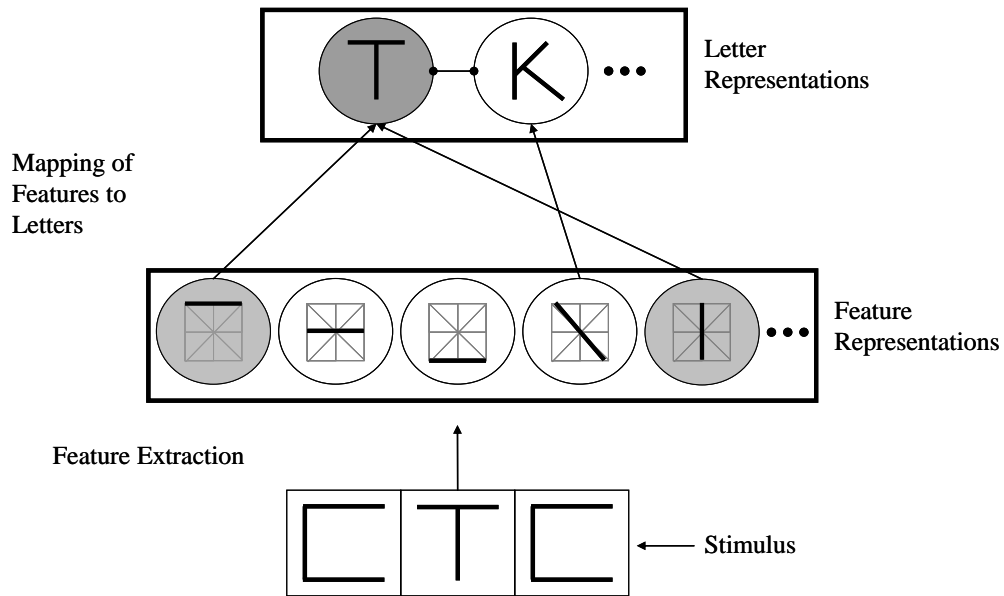 T K
Letter
Representations
Mapping of
Features to
Letters
Feature
Representations
Feature Extraction
C T C
Stimulus